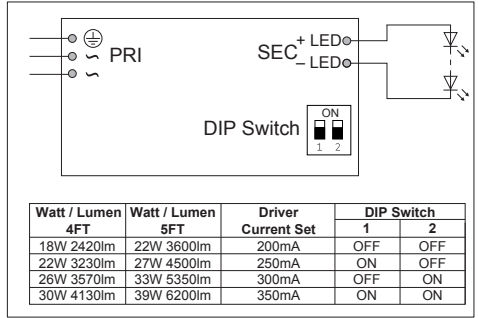 PRI
SEC
+ LED
– LED
DIP Switch
ON
1 2
Watt / Lumen 4FT | Watt / Lumen 5FT | Driver Current Set | DIP Switch 1 | 2
18W 2420lm 22W 3600lm 200mA OFF OFF
22W 3230lm 27W 4500lm 250mA ON OFF
26W 3570lm 33W 5350lm 300mA OFF ON
30W 4130lm 39W 6200lm 350mA ON ON